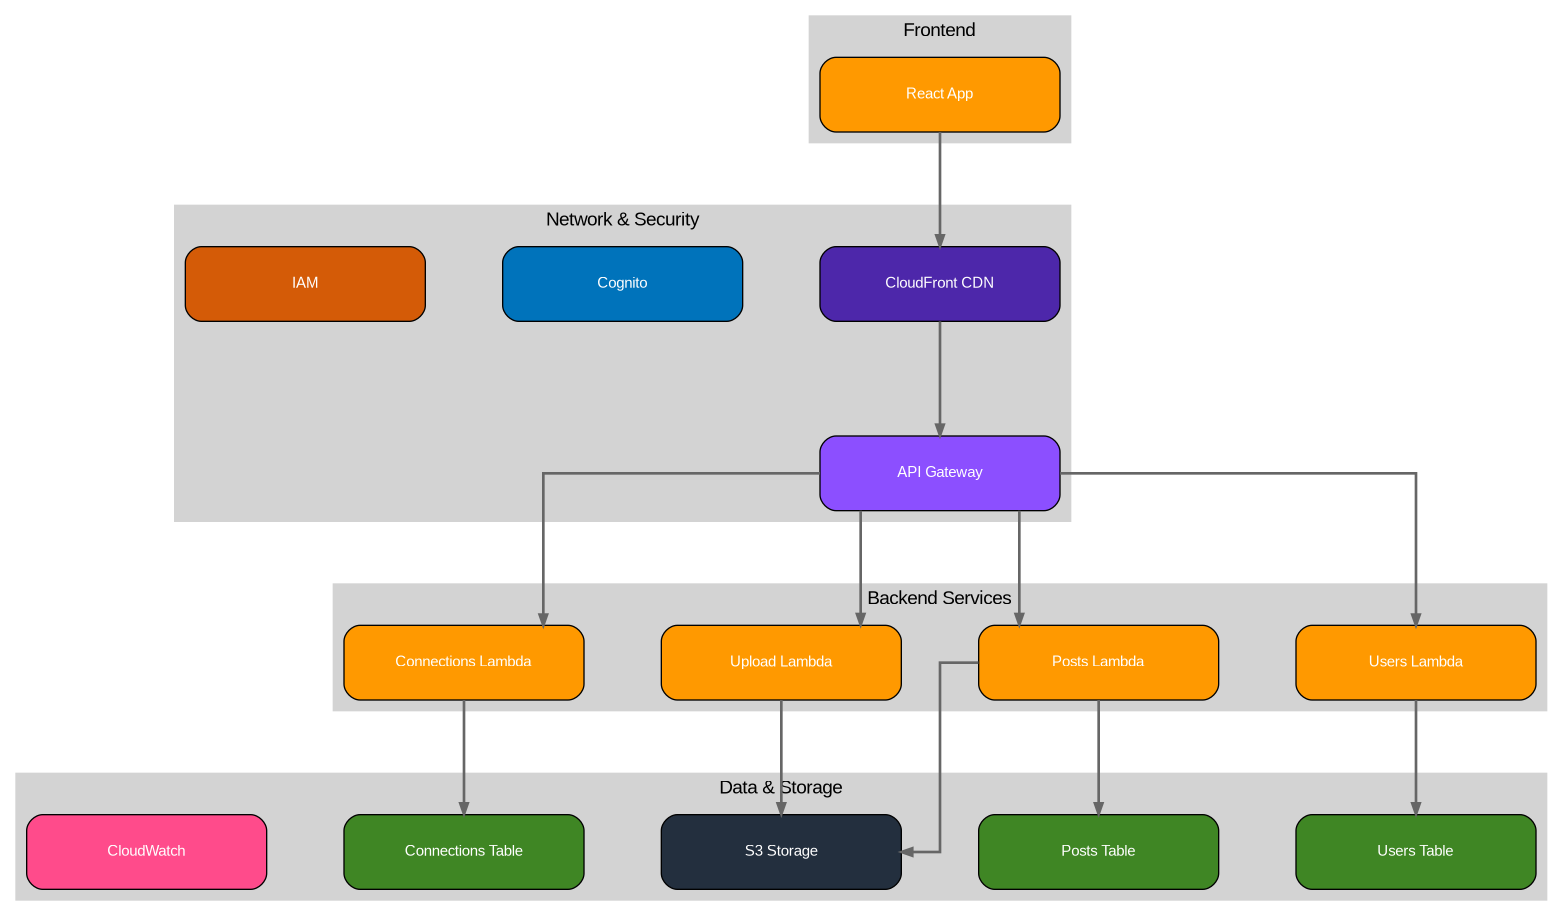 Frontend
React App
Network & Security
IAM
Cognito
CloudFront CDN
API Gateway
Backend Services
Connections Lambda
Upload Lambda
Posts Lambda
Users Lambda
Data & Storage
CloudWatch
Connections Table
S3 Storage
Posts Table
Users Table